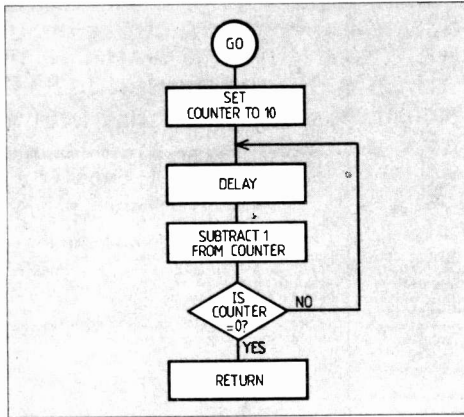 GO
SET
COUNTER TO 10
DELAY
SUBTRACT 1
FROM COUNTER
IS
COUNTER
=0?
NO
YES
RETURN